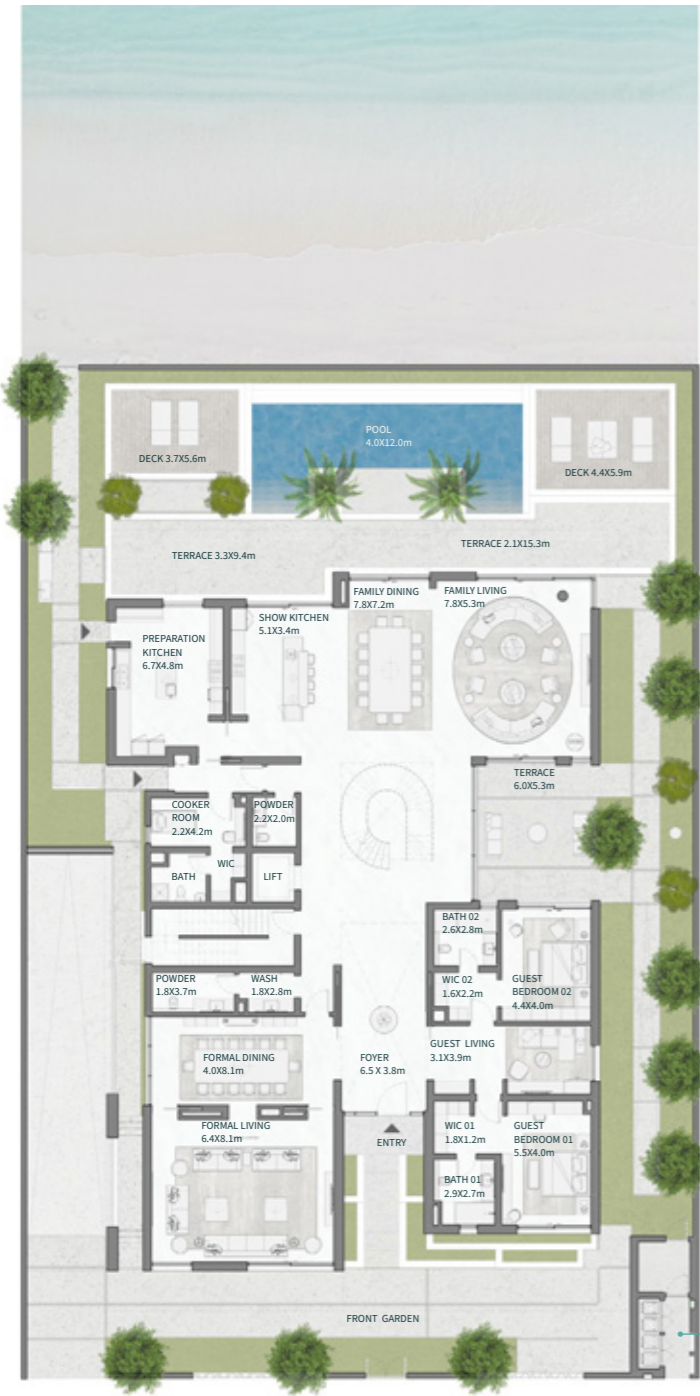 POOL
4.0X12.0m
DECK 3.7X5.6m
DECK 4.4X5.9m
TERRACE 3.3X9.4m
TERRACE 2.1X15.3m
FAMILY DINING
7.8X7.2m
FAMILY LIVING
7.8X5.3m
SHOW KITCHEN
5.1X3.4m
PREPARATION
KITCHEN
6.7X4.8m
TERRACE
6.0X5.3m
COOKER
ROOM
2.2X4.2m
POWDER
2.2X2.0m
WIC
BATH
LIFT
BATH 02
2.6X2.8m
POWDER
1.8X3.7m
WASH
1.8X2.8m
WIC 02
1.6X2.2m
GUEST
BEDROOM 02
4.4X4.0m
FORMAL DINING
4.0X8.1m
FOYER
6.5 X 3.8m
GUEST LIVING
3.1X3.9m
FORMAL LIVING
6.4X8.1m
ENTRY
WIC 01
1.8X1.2m
GUEST
BEDROOM 01
5.5X4.0m
BATH 01
2.9X2.7m
FRONT GARDEN